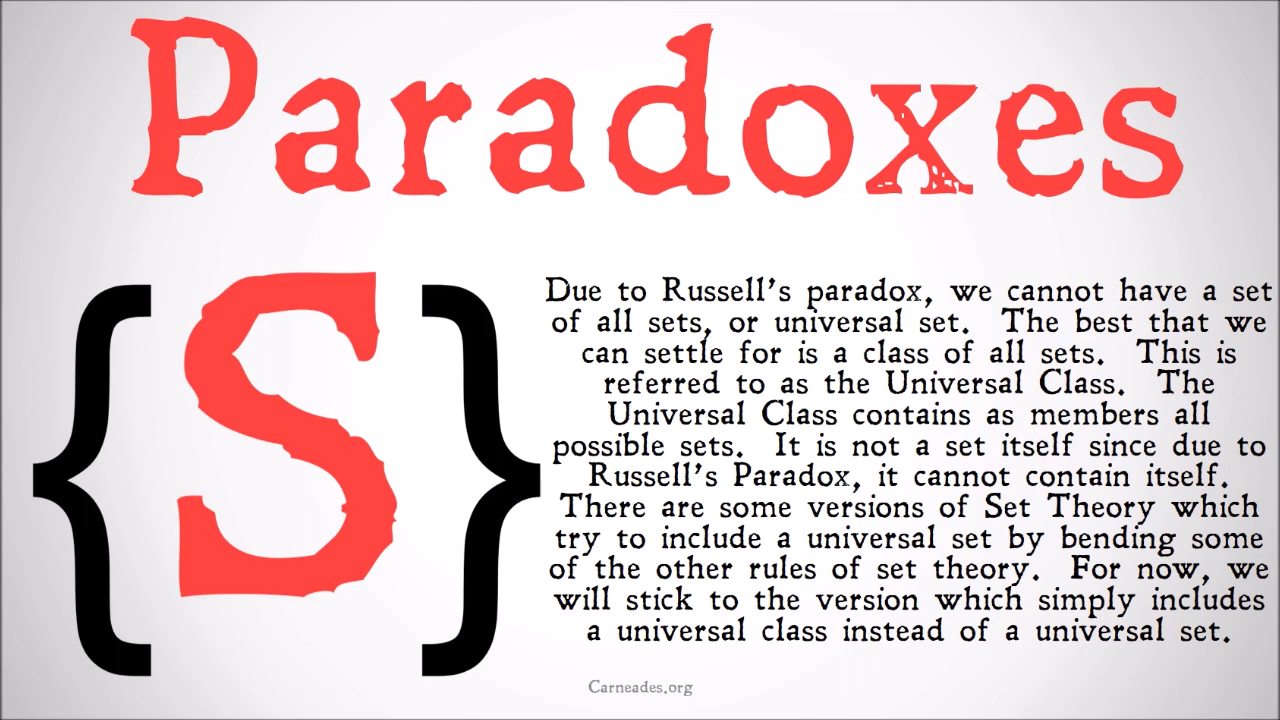 Paradoxes
{S}
Due to Russell's paradox, we cannot have a set
of all sets, or universal set. The best that we
can settle for is a class of all sets. This is
referred to as the Universal Class. The
Universal Class contains as members all
possible sets. It is not a set itself since due to
Russell's Paradox, it cannot contain itself.
There are some versions of Set Theory which
try to include a universal set by bending some
of the other rules of set theory. For now, we
will stick to the version which simply includes
a universal class instead of a universal set.
Carneades.org